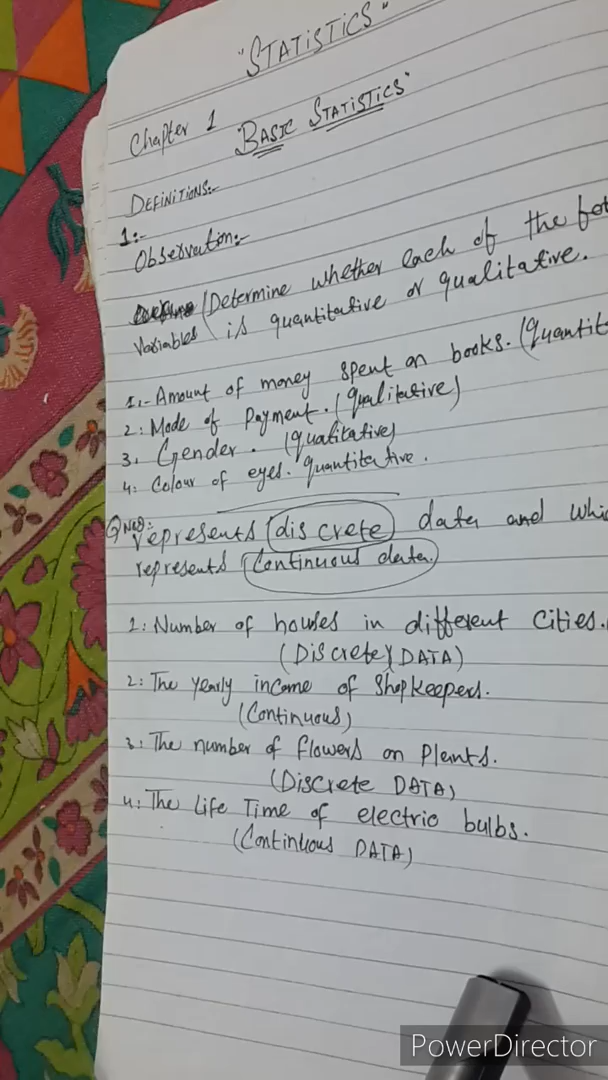 "STATISTICS"
Chapter 1
"BASIC STATISTICS"
DEFINITIONS:-
1:-
Observation:-
(Determine whether each of the fol
Variables is quantitative or qualitative.
1:- Amount of money spent on books. (Quantit
2: Mode of Payment. (Qualitative)
3. Gender. (Qualitative)
4: Colour of eyes. Quantitative.
represents (discrete) data and whi
represents (Continuous data.)
1: Number of houses in different Cities.
(Discrete) DATA)
2: The yearly income of Shopkeepers.
(Continuous)
3: The number of flowers on Plants.
(Discrete DATA)
4: The Life Time of electric bulbs.
(Continuous DATA)
PowerDirector